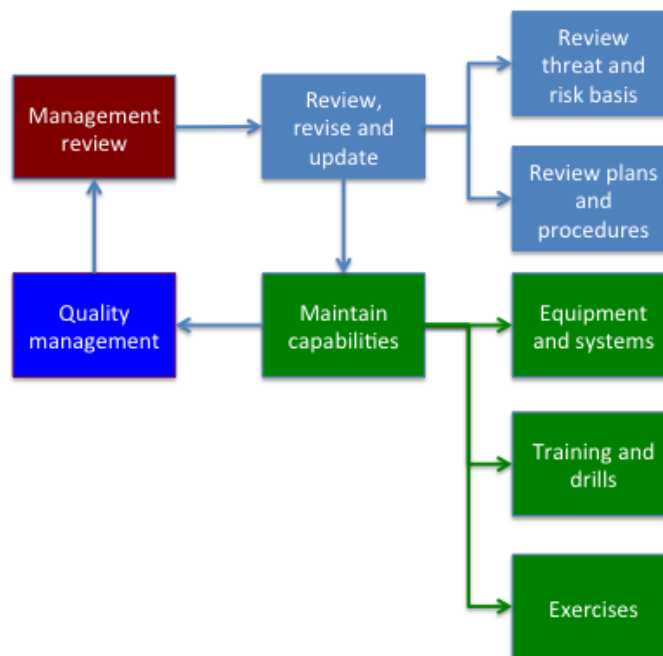 Management
review
Review,
revise and
update
Review
threat and
risk basis
Review plans
and
procedures
Quality
management
Maintain
capabilities
Equipment
and systems
Training and
drills
Exercises